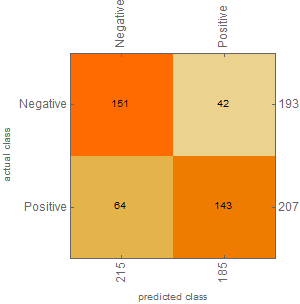 Negative
Positive
actual class
Negative
151
42
193
Positive
64
143
207
215
185
predicted class